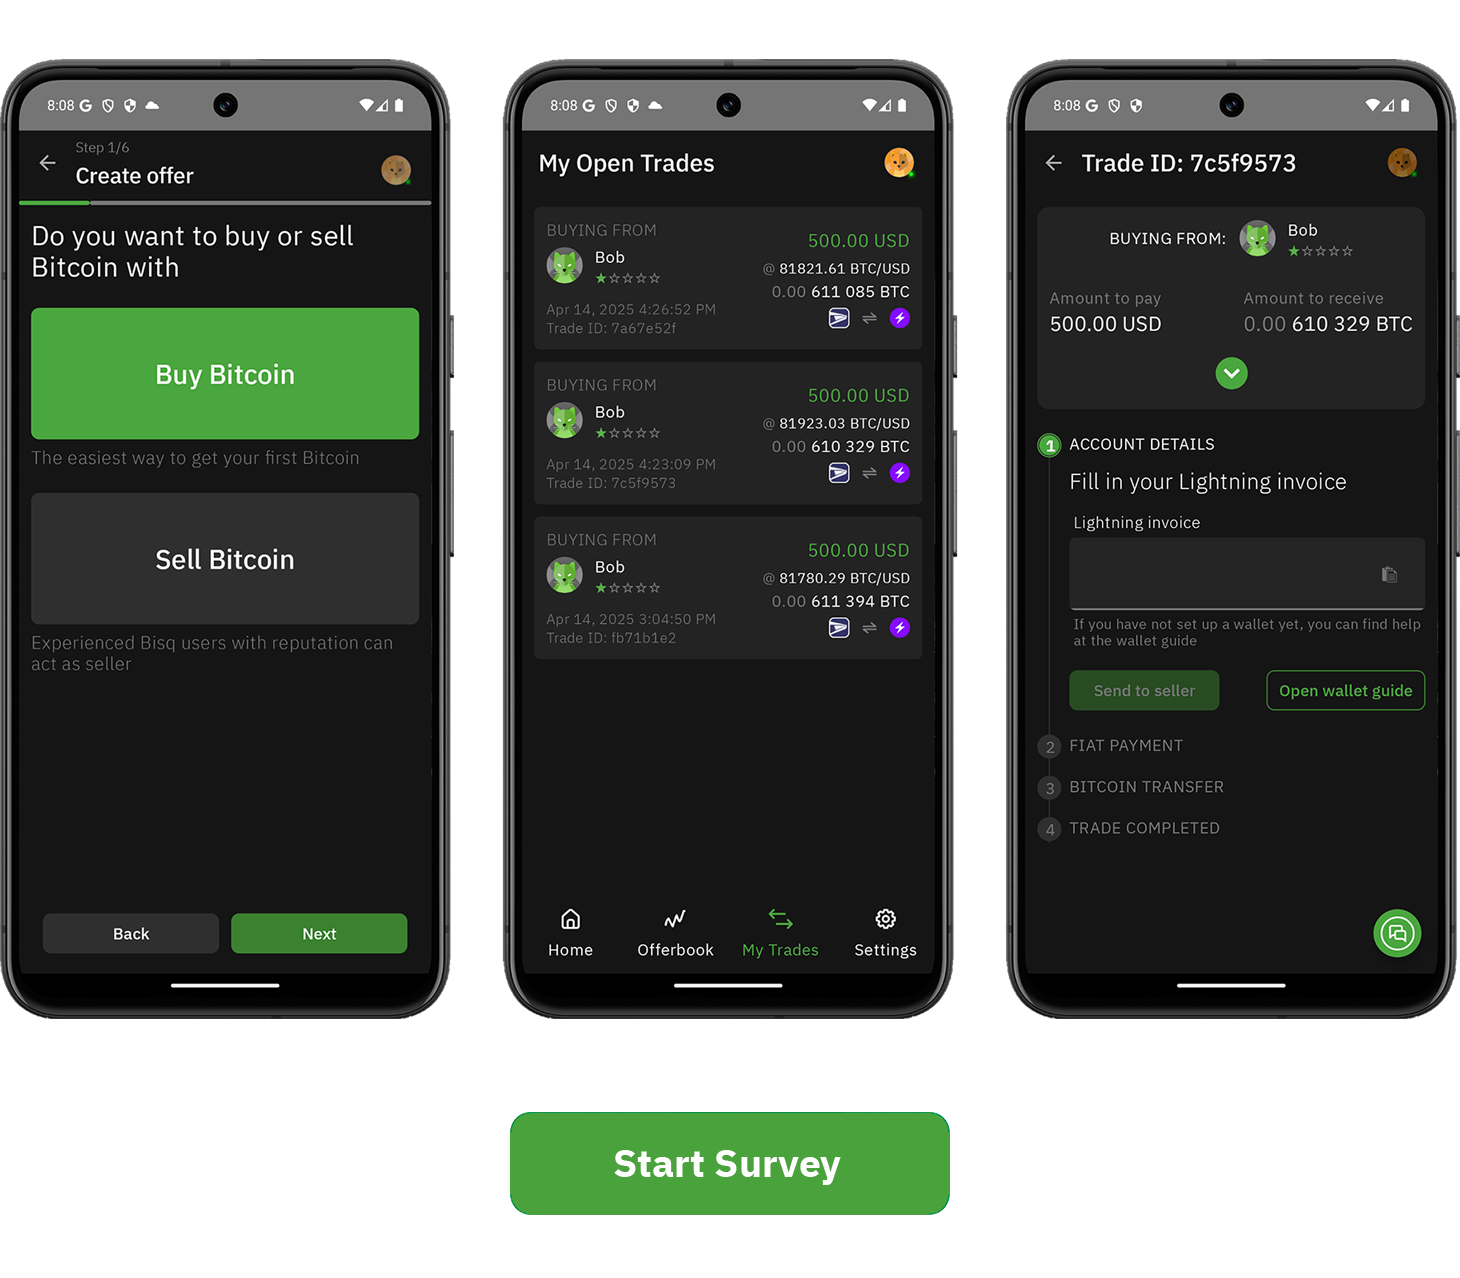 8:08
Step 1/6
Create offer
Do you want to buy or sell
Bitcoin with
Buy Bitcoin
The easiest way to get your first Bitcoin
Sell Bitcoin
Experienced Bisq users with reputation can
act as seller
Back
Next
8:08
My Open Trades
BUYING FROM
Bob
500.00 USD
@ 81821.61 BTC/USD
0.00 611 085 BTC
Apr 14, 2025 4:26:52 PM
Trade ID: 7a67e52f
BUYING FROM
Bob
500.00 USD
@ 81923.03 BTC/USD
0.00 610 329 BTC
Apr 14, 2025 4:23:09 PM
Trade ID: 7c5f9573
BUYING FROM
Bob
500.00 USD
@ 81780.29 BTC/USD
0.00 611 394 BTC
Apr 14, 2025 3:04:50 PM
Trade ID: fb71b1e2
Home
Offerbook
My Trades
Settings
8:08
Trade ID: 7c5f9573
BUYING FROM:
Bob
Amount to pay
500.00 USD
Amount to receive
0.00 610 329 BTC
1 ACCOUNT DETAILS
Fill in your Lightning invoice
Lightning invoice
If you have not set up a wallet yet, you can find help
at the wallet guide
Send to seller
Open wallet guide
2 FIAT PAYMENT
3 BITCOIN TRANSFER
4 TRADE COMPLETED
Start Survey